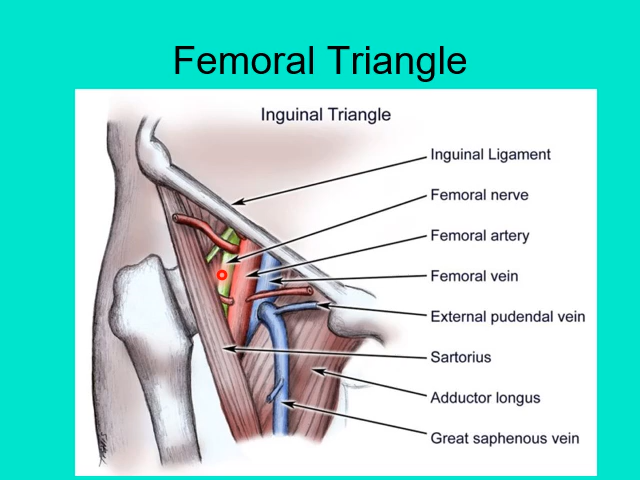 Femoral Triangle
Inguinal Triangle
Inguinal Ligament
Femoral nerve
Femoral artery
Femoral vein
External pudendal vein
Sartorius
Adductor longus
Great saphenous vein